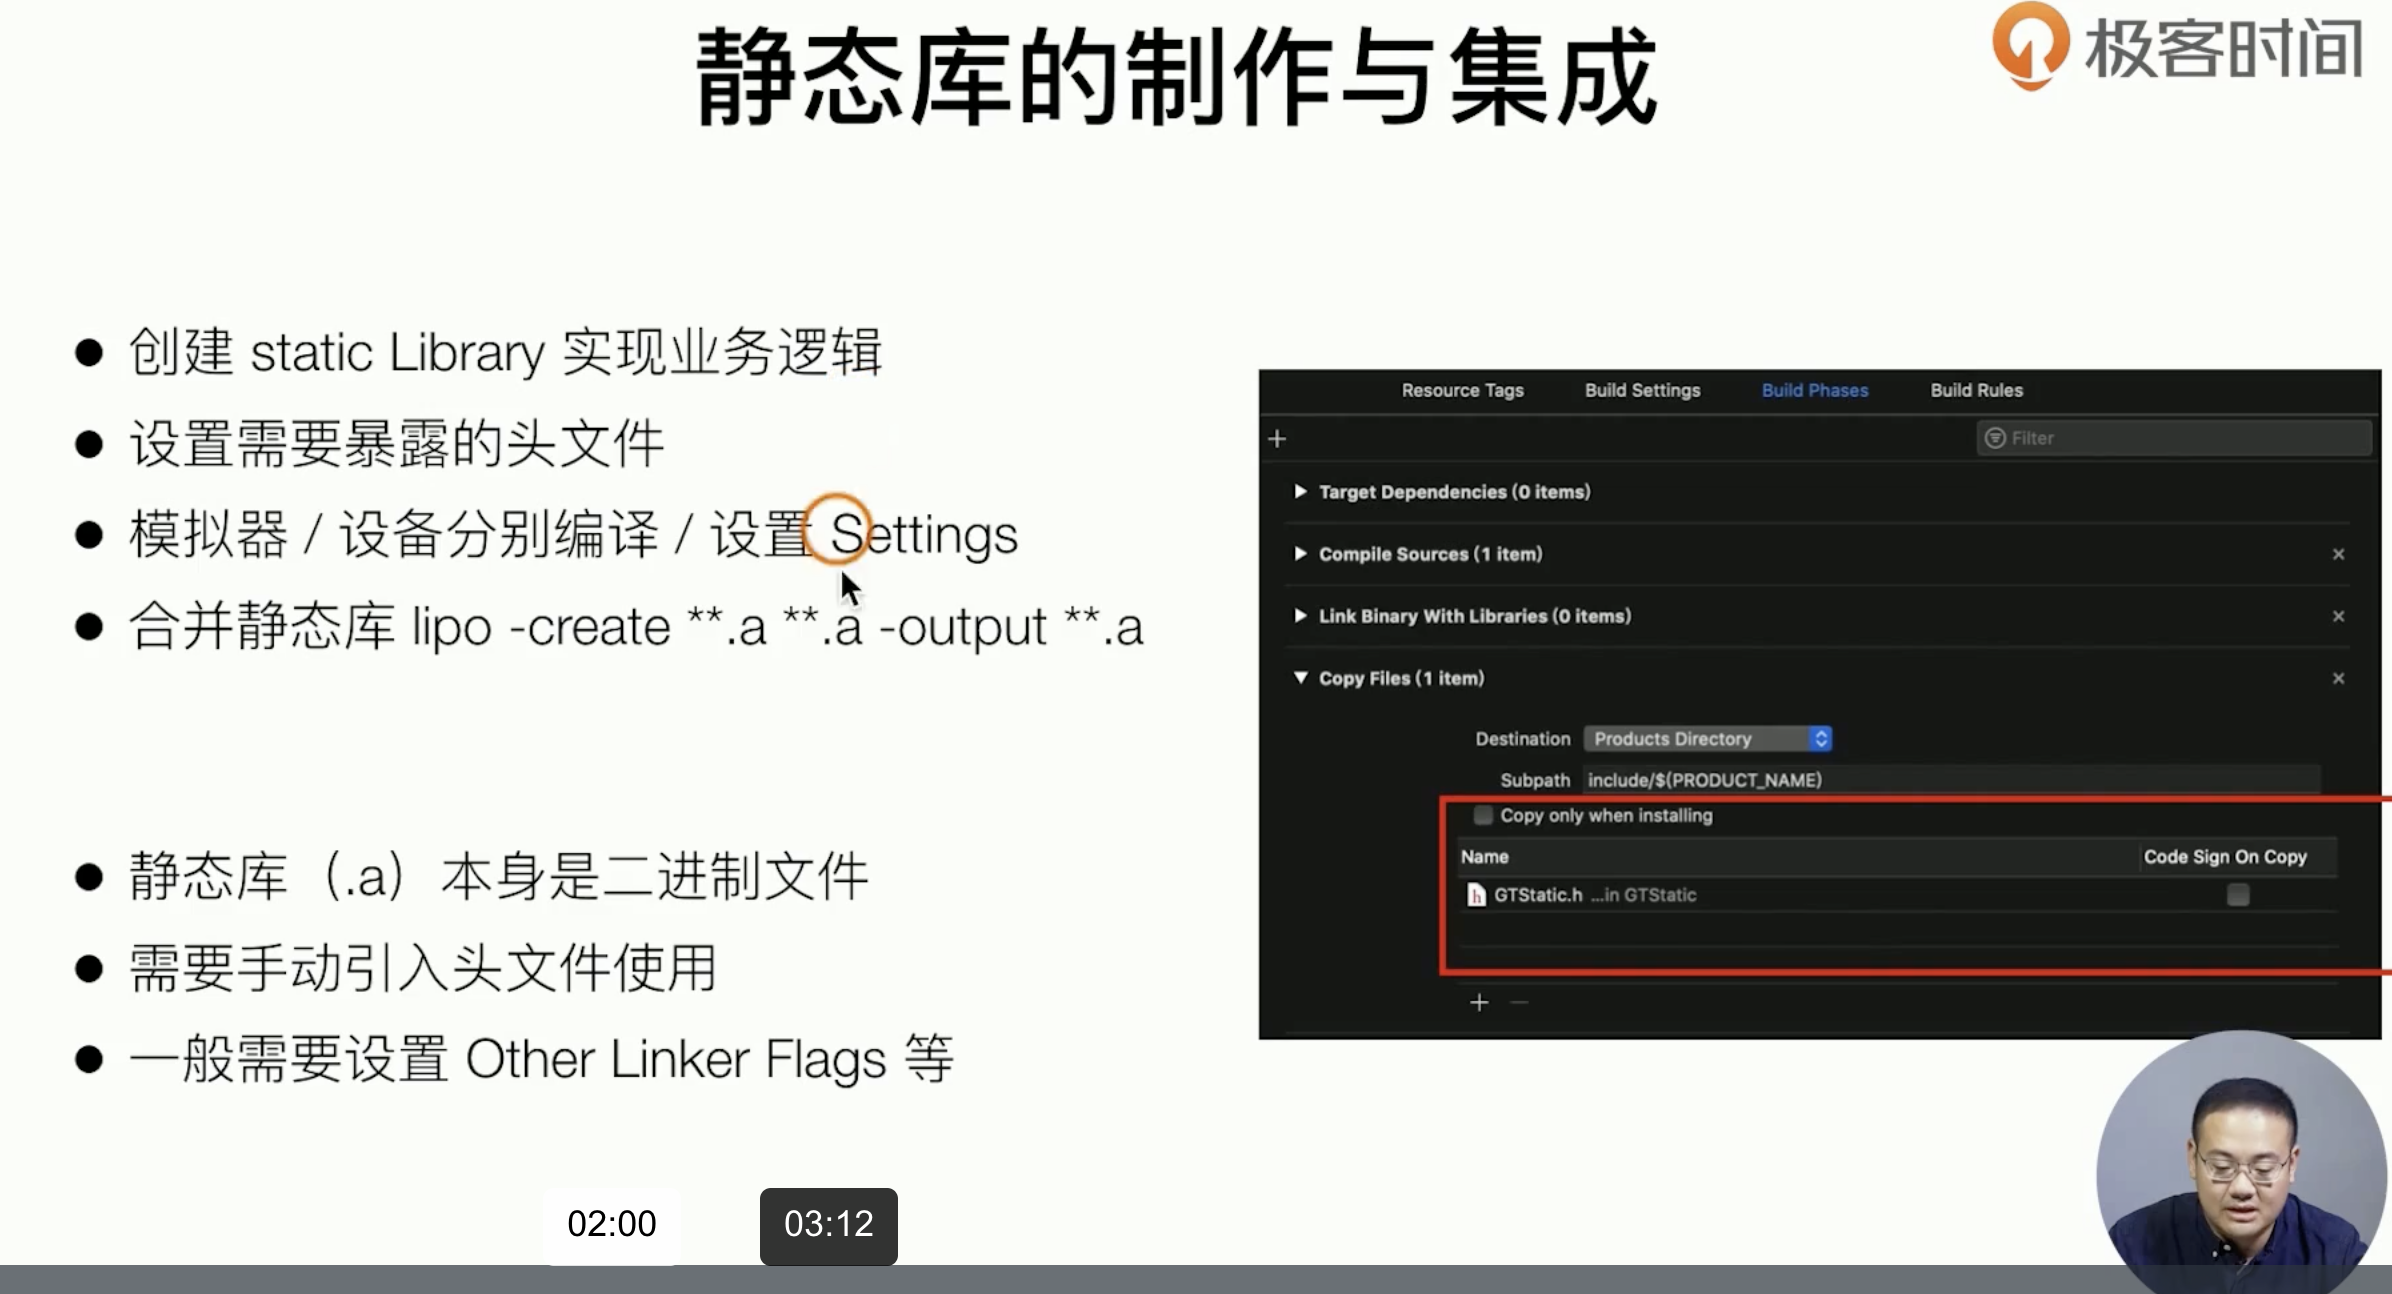 静态库的制作与集成
极客时间
创建 static Library 实现业务逻辑
设置需要暴露的头文件
模拟器 / 设备分别编译 / 设置 Settings
合并静态库 lipo -create **.a **.a -output **.a
静态库（.a）本身是二进制文件
需要手动引入头文件使用
一般需要设置 Other Linker Flags 等
Resource Tags Build Settings Build Phases Build Rules
Filter
Target Dependencies (0 items)
Compile Sources (1 item)
Link Binary With Libraries (0 items)
Copy Files (1 item)
Destination Products Directory
Subpath include/$(PRODUCT_NAME)
Copy only when installing
Name Code Sign On Copy
GTStatic.h ...in GTStatic
02:00 03:12